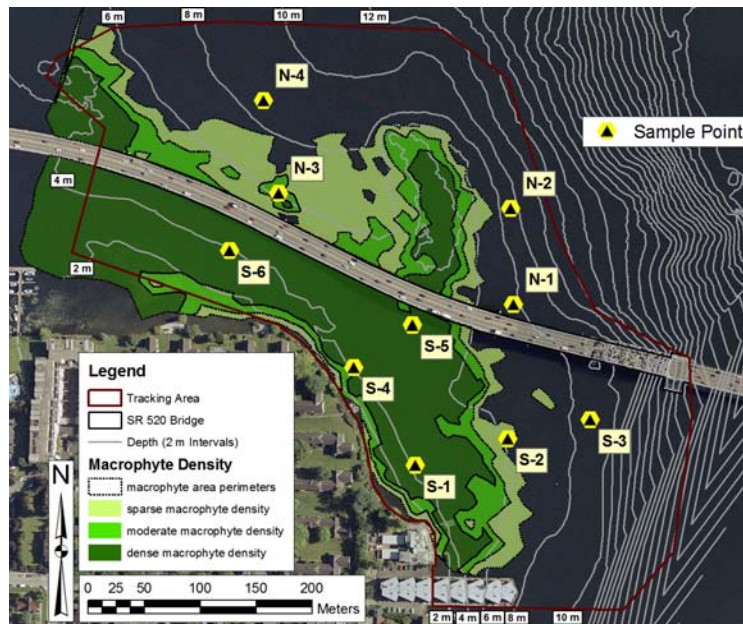 6 m
8 m
10 m
12 m
N-4
Sample Point
N-3
N-2
4 m
S-6
2 m
N-1
S-5
Legend
Tracking Area
SR 520 Bridge
Depth (2 m Intervals)
Macrophyte Density
macrophyte area perimeters
sparse macrophyte density
moderate macrophyte density
dense macrophyte density
S-4
S-3
S-2
S-1
N
0 25 50 100 150 200
Meters
2 m 4 m 6 m 8 m 10 m